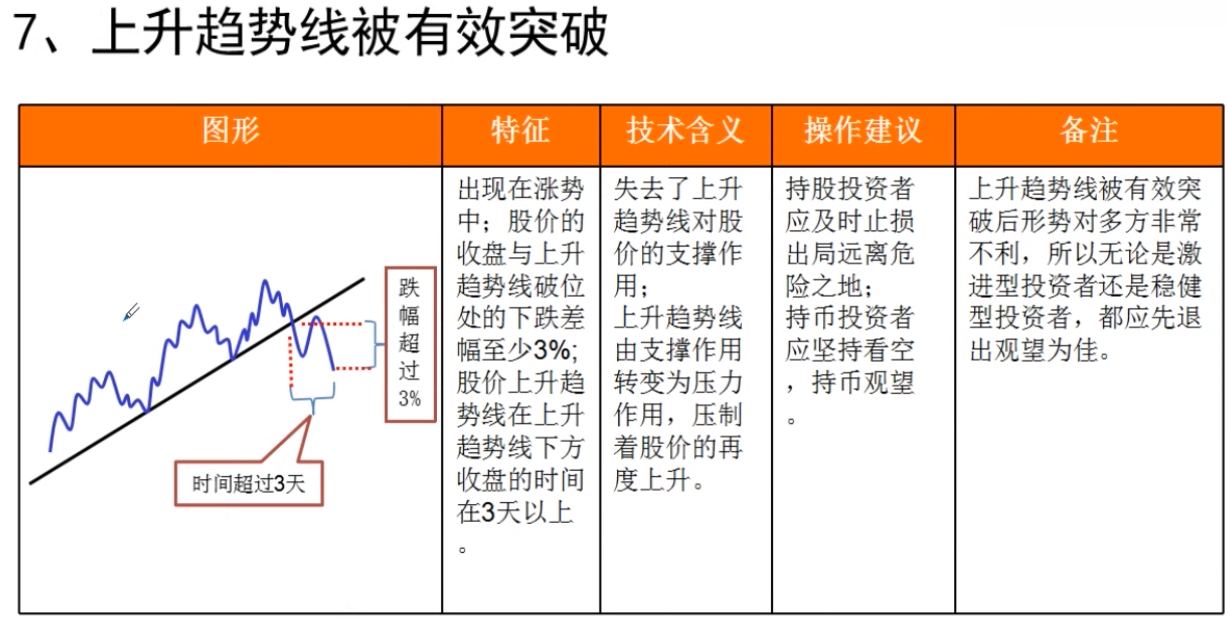 7、上升趋势线被有效突破
图形
特征
技术含义
操作建议
备注
跌
幅
超
过
3%
时间超过3天
出现在涨势
中；股价的
收盘与上升
趋势线破位
处的下跌差
幅至少3%;
股价上升趋
势线在上升
趋势线下方
收盘的时间
在3天以上
。
失去了上升
趋势线对股
价的支撑作
用；
上升趋势线
由支撑作用
转变为压力
作用，压制
着股价的再
度上升。
持股投资者
应及时止损
出局远离危
险之地；
持币投资者
应坚持看空
，持币观望
。
上升趋势线被有效突
破后形势对多方非常
不利，所以无论是激
进型投资者还是稳健
型投资者，都应先退
出观望为佳。